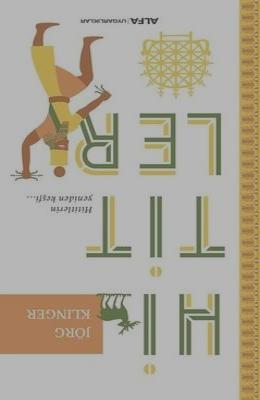 JÖRG
KLINGER
Hİ
TİT
LER
Hititlerin
yeniden keşfi...
ALFA UYGARLIKLAR